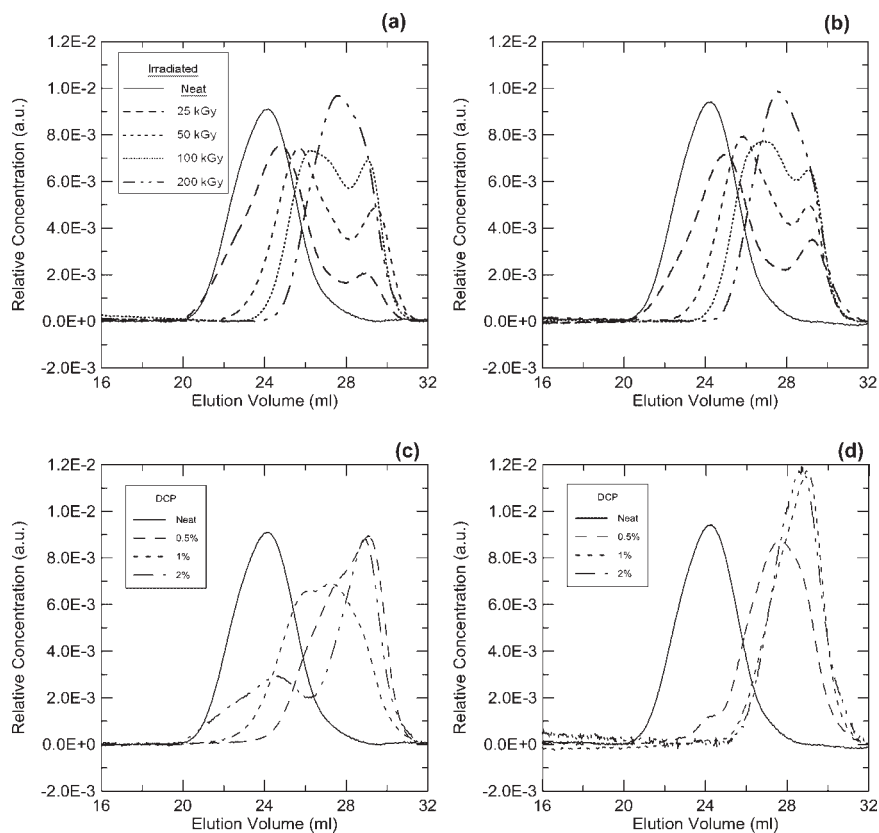 (a)
Relative Concentration (a.u.)
1.2E-2
1.0E-2
8.0E-3
6.0E-3
4.0E-3
2.0E-3
0.0E+0
-2.0E-3
Irradiated
Neat
25 kGy
50 kGy
100 kGy
200 kGy
16 20 24 28 32
Elution Volume (ml)
(b)
Relative Concentration (a.u.)
1.2E-2
1.0E-2
8.0E-3
6.0E-3
4.0E-3
2.0E-3
0.0E+0
-2.0E-3
16 20 24 28 32
Elution Volume (ml)
(c)
Relative Concentration (a.u.)
1.2E-2
1.0E-2
8.0E-3
6.0E-3
4.0E-3
2.0E-3
0.0E+0
-2.0E-3
DCP
Neat
0.5%
1%
2%
16 20 24 28 32
Elution Volume (ml)
(d)
Relative Concentration (a.u.)
1.2E-2
1.0E-2
8.0E-3
6.0E-3
4.0E-3
2.0E-3
0.0E+0
-2.0E-3
DCP
Neat
0.5%
1%
2%
16 20 24 28 32
Elution Volume (ml)